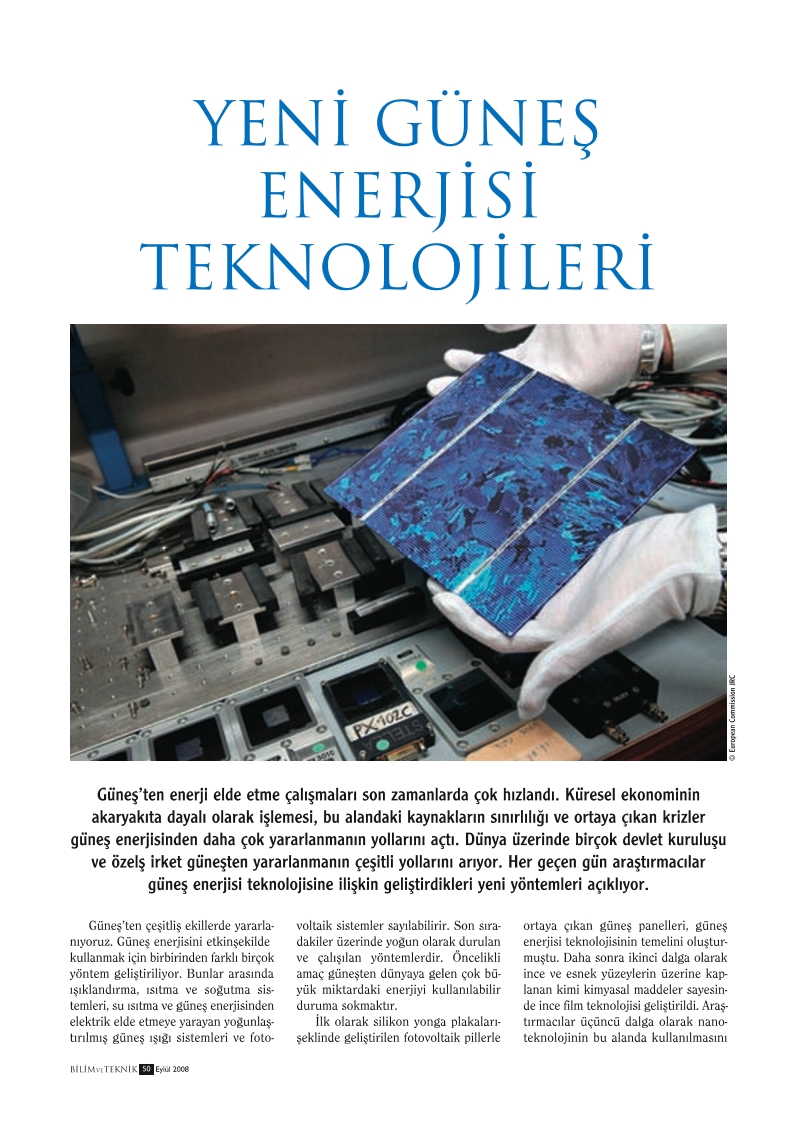 YENİ GÜNEŞ
ENERJİSİ
TEKNOLOJİLERİ
PX102C
© European Commission JRC
Güneş’ten enerji elde etme çalışmaları son zamanlarda çok hızlandı. Küresel ekonominin
akaryakıta dayalı olarak işlemesi, bu alandaki kaynakların sınırlılığı ve ortaya çıkan krizler
güneş enerjisinden daha çok yararlanmanın yollarını açtı. Dünya üzerinde birçok devlet kuruluşu
ve özelş irket güneşten yararlanmanın çeşitli yollarını arıyor. Her geçen gün araştırmacılar
güneş enerjisi teknolojisine ilişkin geliştirdikleri yeni yöntemleri açıklıyor.
Güneş’ten çeşitliş ekillerde yararla-
nıyoruz. Güneş enerjisini etkinşekilde
kullanmak için birbirinden farklı birçok
yöntem geliştiriliyor. Bunlar arasında
ışıklandırma, ısıtma ve soğutma sis-
temleri, su ısıtma ve güneş enerjisinden
elektrik elde etmeye yarayan yoğunlaş-
tırılmış güneş ışığı sistemleri ve foto-
voltaik sistemler sayılabilirir. Son sıra-
dakiler üzerinde yoğun olarak durulan
ve çalışılan yöntemlerdir. Öncelikli
amaç güneşten dünyaya gelen çok bü-
yük miktardaki enerjiyi kullanılabilir
duruma sokmaktır.
İlk olarak silikon yonga plakaları-
şeklinde geliştirilen fotovoltaik pillerle
ortaya çıkan güneş panelleri, güneş
enerjisi teknolojisinin temelini oluştur-
muştu. Daha sonra ikinci dalga olarak
ince ve esnek yüzeylerin üzerine kap-
lanan kimi kimyasal maddeler sayesin-
de ince film teknolojisi geliştirildi. Araş-
tırmacılar üçüncü dalga olarak nano-
teknolojinin bu alanda kullanılmasını
BİLİM VE TEKNİK 50 Eylül 2008